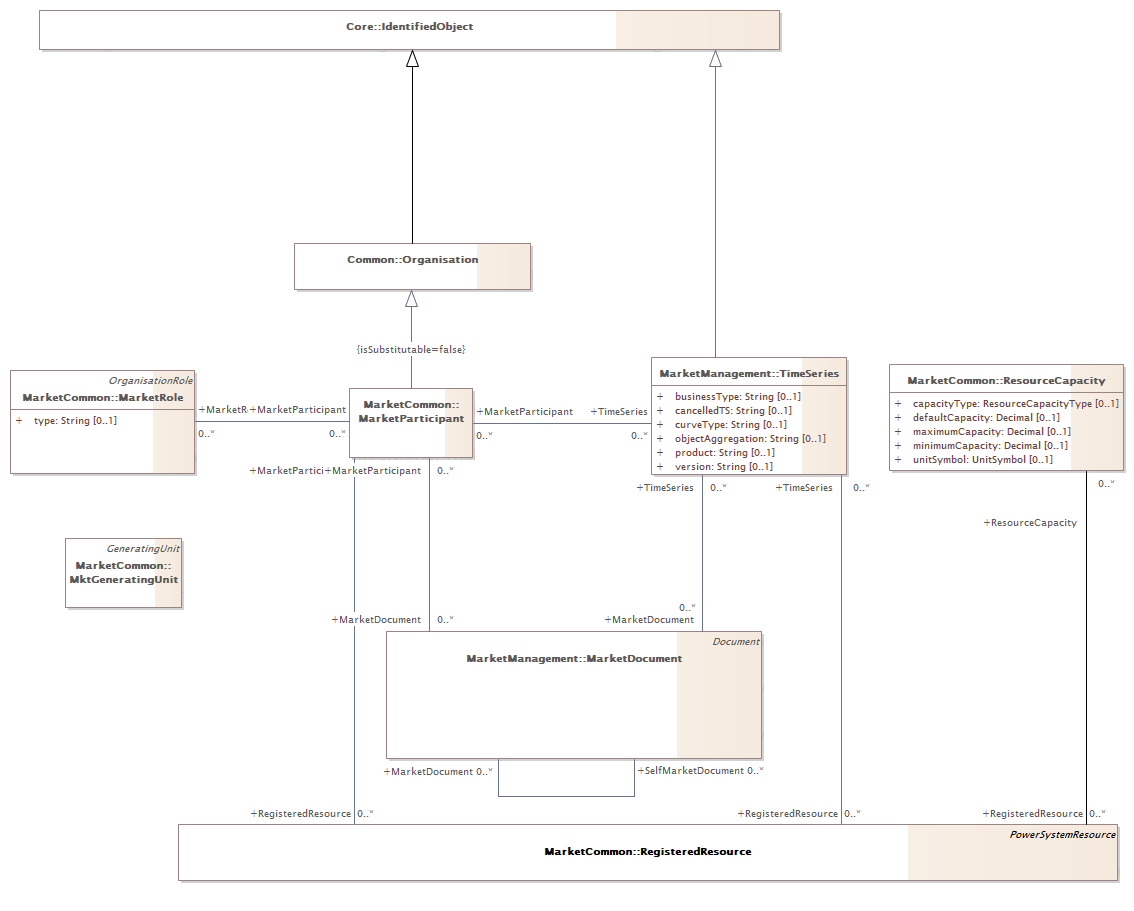 Core::IdentifiedObject
Common::Organisation
{isSubstitutable=false}
OrganisationRole
MarketCommon::MarketRole
+ type: String [0..1]
+MarketR
+MarketParticipant
0..*
0..*
MarketCommon::
MarketParticipant
+MarketParticipant
+TimeSeries
0..*
0..*
MarketManagement::TimeSeries
+ businessType: String [0..1]
+ cancelledTS: String [0..1]
+ curveType: String [0..1]
+ objectAggregation: String [0..1]
+ product: String [0..1]
+ version: String [0..1]
MarketCommon::ResourceCapacity
+ capacityType: ResourceCapacityType [0..1]
+ defaultCapacity: Decimal [0..1]
+ maximumCapacity: Decimal [0..1]
+ minimumCapacity: Decimal [0..1]
+ unitSymbol: UnitSymbol [0..1]
+MarketPartici
+MarketParticipant
0..*
+TimeSeries
0..*
+TimeSeries
0..*
0..*
+ResourceCapacity
GeneratingUnit
MarketCommon::
MktGeneratingUnit
+MarketDocument
0..*
0..*
+MarketDocument
Document
MarketManagement::MarketDocument
+MarketDocument 0..*
+SelfMarketDocument 0..*
+RegisteredResource 0..*
+RegisteredResource 0..*
+RegisteredResource 0..*
PowerSystemResource
MarketCommon::RegisteredResource